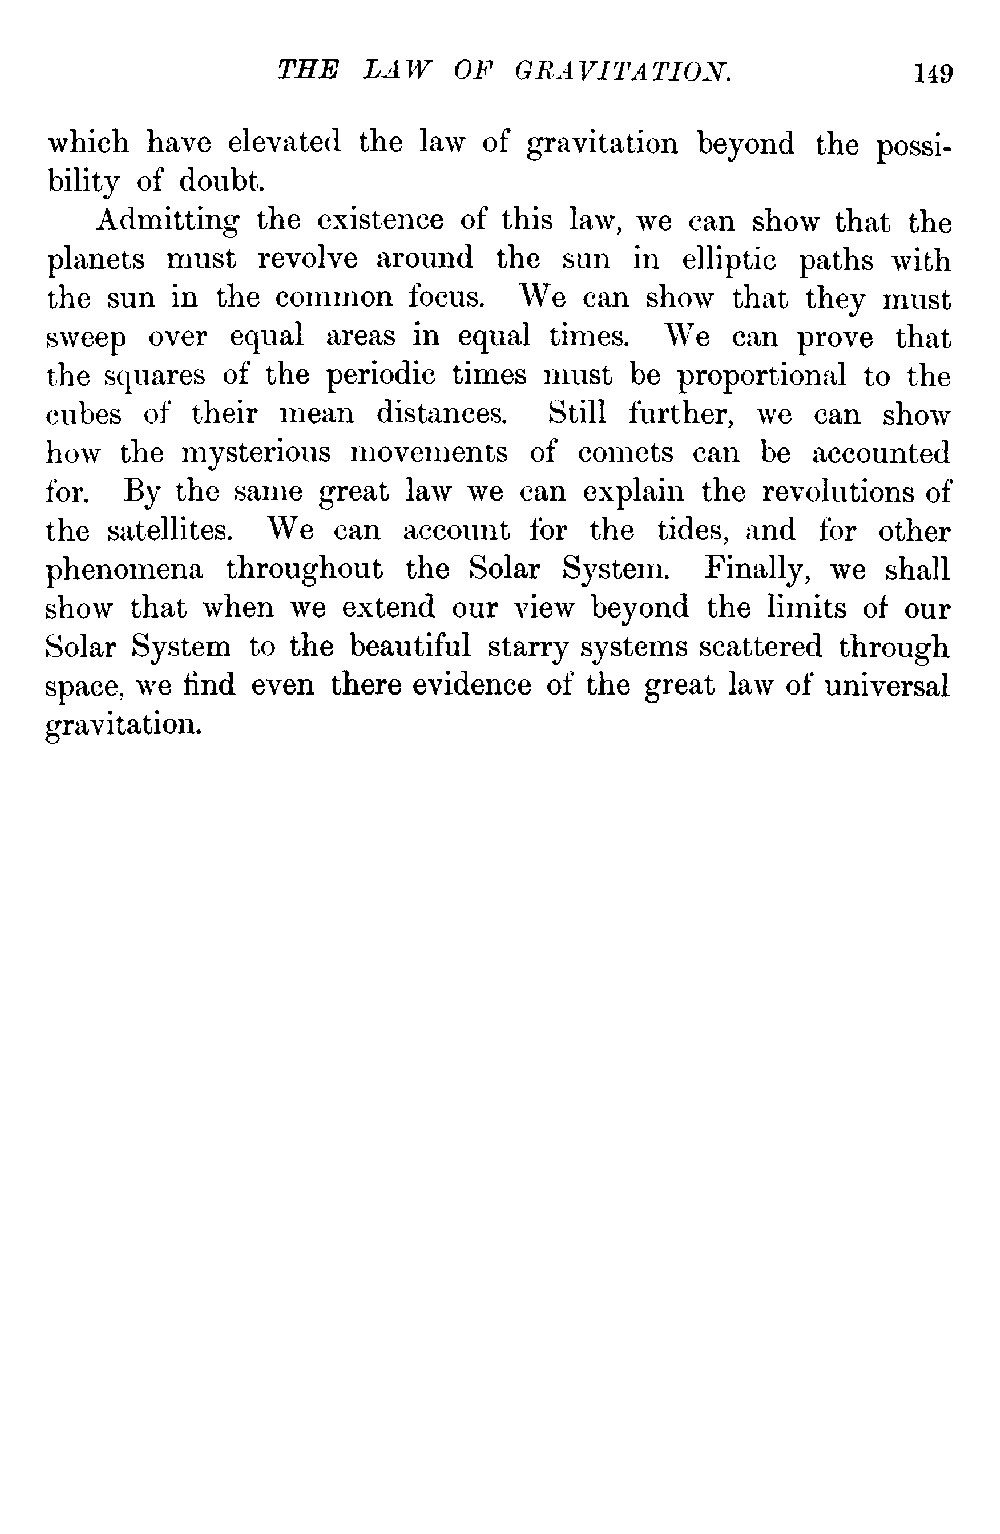 THE LAW OF GRAVITATION. 149
which have elevated the law of gravitation beyond the possi-
bility of doubt.
Admitting the existence of this law, we can show that the
planets must revolve around the sun in elliptic paths with
the sun in the common focus. We can show that they must
sweep over equal areas in equal times. We can prove that
the squares of the periodic times must be proportional to the
cubes of their mean distances. Still further, we can show
how the mysterious movements of comets can be accounted
for. By the same great law we can explain the revolutions of
the satellites. We can account for the tides, and for other
phenomena throughout the Solar System. Finally, we shall
show that when we extend our view beyond the limits of our
Solar System to the beautiful starry systems scattered through
space, we find even there evidence of the great law of universal
gravitation.